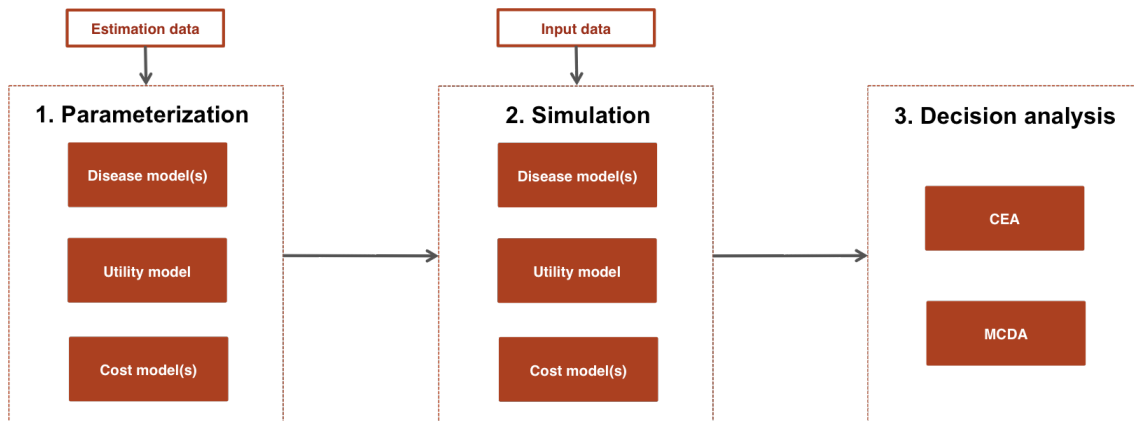 Estimation data
Input data
1. Parameterization
Disease model(s)
Utility model
Cost model(s)
2. Simulation
Disease model(s)
Utility model
Cost model(s)
3. Decision analysis
CEA
MCDA